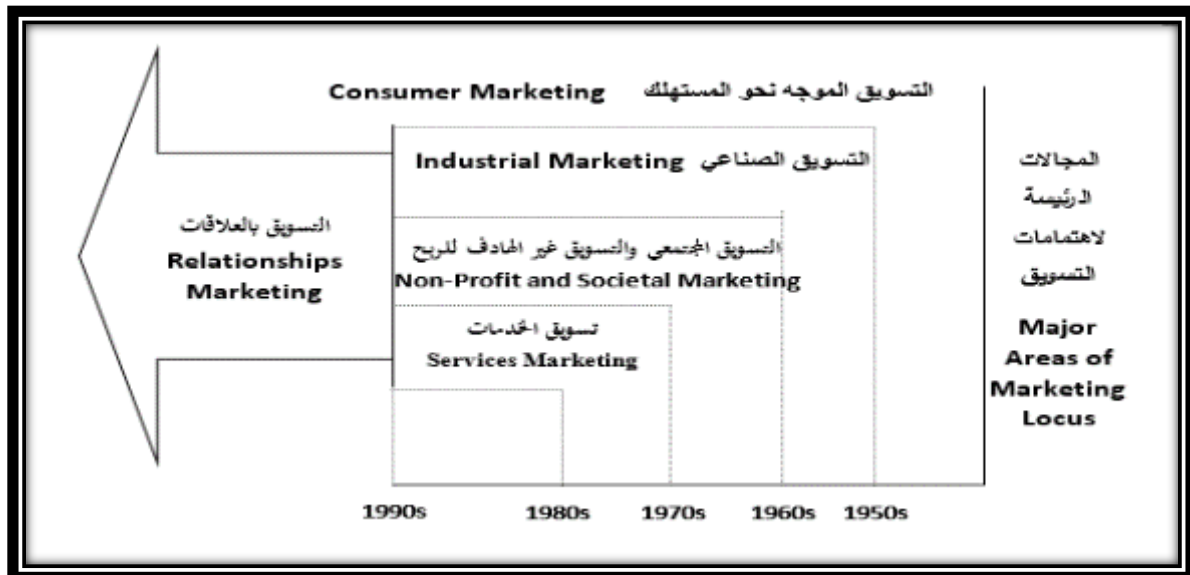 Consumer Marketing التسويق الموجه نحو المستهلك
Industrial Marketing التسويق الصناعي
التسويق المجتمعي والتسويق غير الهادف للربح
Non-Profit and Societal Marketing
تسويق الخدمات
Services Marketing
التسويق بالعلاقات
Relationships
Marketing
المجالات
الرئيسة
لاهتمامات
التسويق
Major
Areas of
Marketing
Locus
1990s 1980s 1970s 1960s 1950s